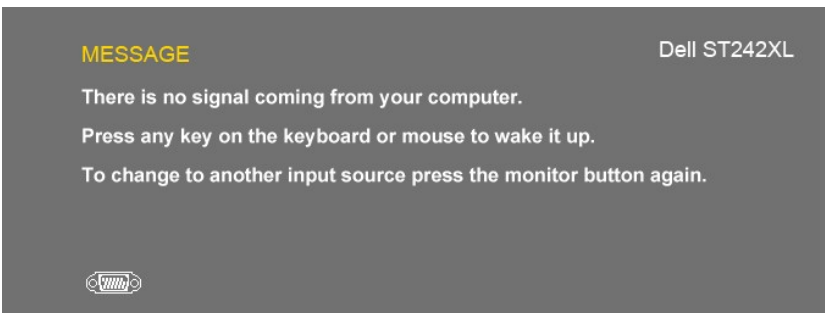 MESSAGE
Dell ST242XL
There is no signal coming from your computer.
Press any key on the keyboard or mouse to wake it up.
To change to another input source press the monitor button again.